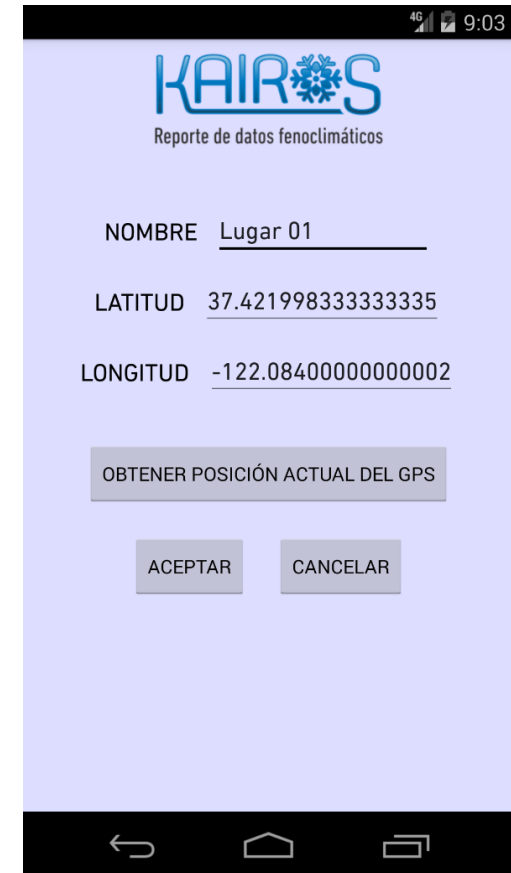 4G 9:03
KAIROS
Reporte de datos fenoclimáticos
NOMBRE Lugar 01
LATITUD 37.421998333333335
LONGITUD -122.08400000000002
OBTENER POSICIÓN ACTUAL DEL GPS
ACEPTAR CANCELAR